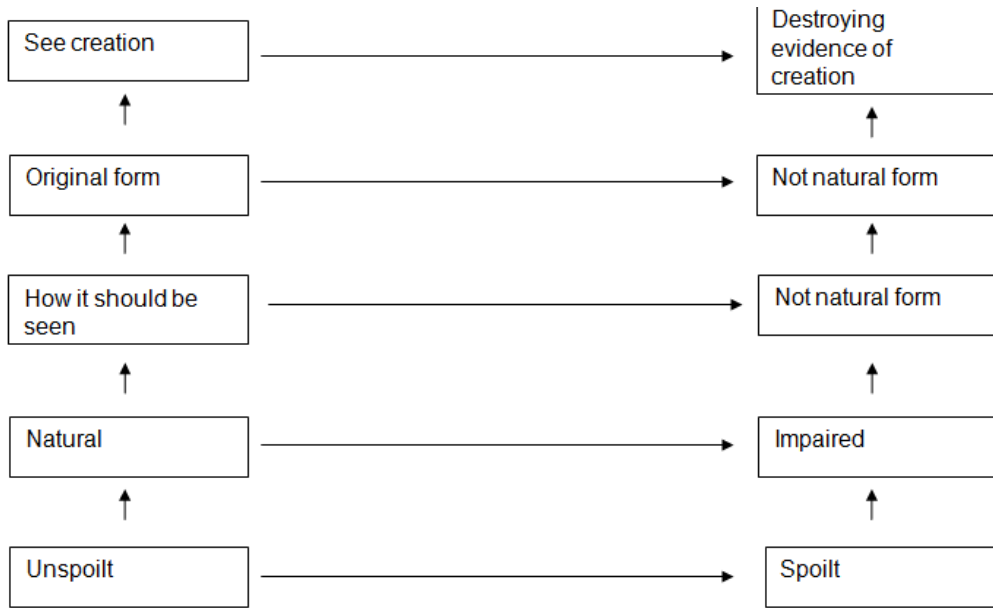 See creation
Destroying
evidence of
creation
Original form
Not natural form
How it should be
seen
Not natural form
Natural
Impaired
Unspoilt
Spoilt